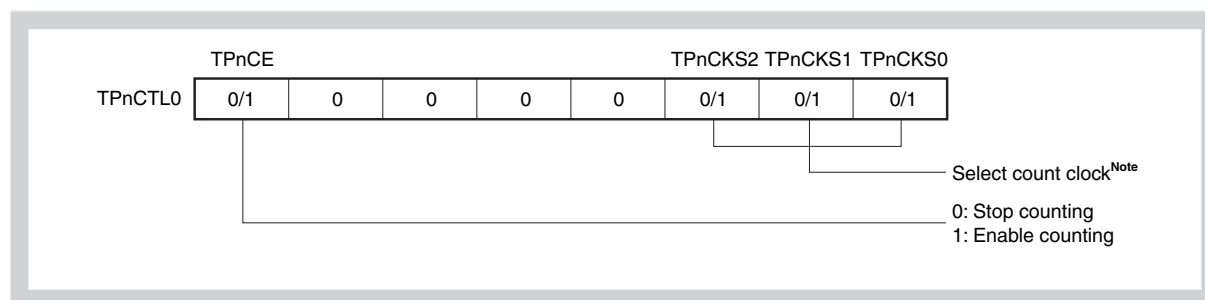 TPnCE TPnCKS2 TPnCKS1 TPnCKS0
TPnCTL0 0/1 0 0 0 0 0/1 0/1 0/1
Select count clockNote
0: Stop counting
1: Enable counting